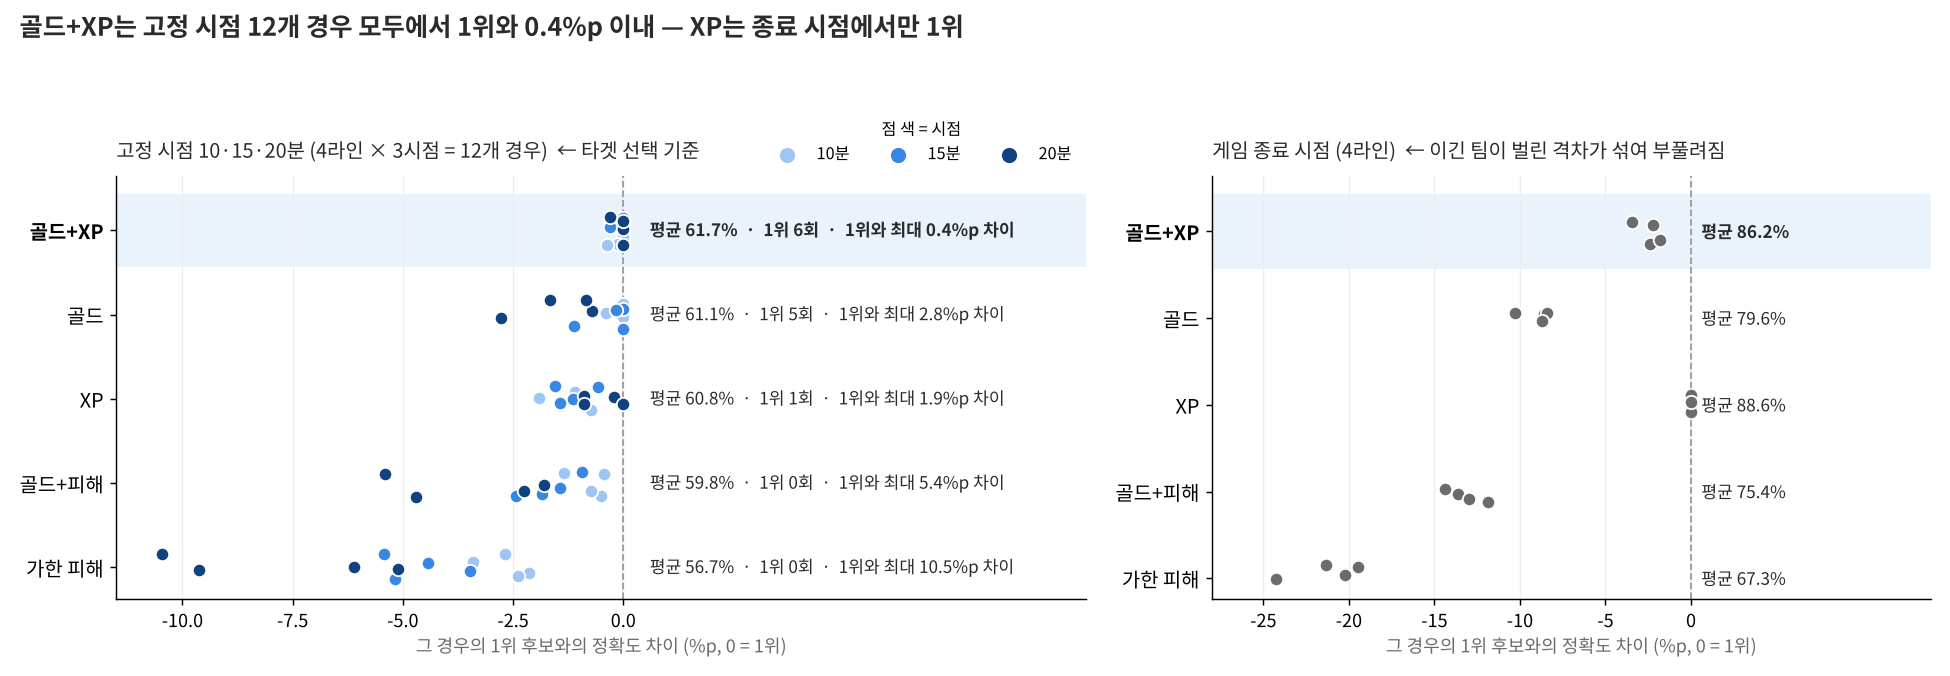 골드+XP는 고정 시점 12개 경우 모두에서 1위와 0.4%p 이내 — XP는 종료 시점에서만 1위
고정 시점 10·15·20분 (4라인 × 3시점 = 12개 경우) ← 타겟 선택 기준
점 색 = 시점
10분 15분 20분
골드+XP
평균 61.7% · 1위 6회 · 1위와 최대 0.4%p 차이
골드
평균 61.1% · 1위 5회 · 1위와 최대 2.8%p 차이
XP
평균 60.8% · 1위 1회 · 1위와 최대 1.9%p 차이
골드+피해
평균 59.8% · 1위 0회 · 1위와 최대 5.4%p 차이
가한 피해
평균 56.7% · 1위 0회 · 1위와 최대 10.5%p 차이
-10.0 -7.5 -5.0 -2.5 0.0
그 경우의 1위 후보와의 정확도 차이 (%p, 0 = 1위)
게임 종료 시점 (4라인) ← 이긴 팀이 벌린 격차가 섞여 부풀려짐
골드+XP
평균 86.2%
골드
평균 79.6%
XP
평균 88.6%
골드+피해
평균 75.4%
가한 피해
평균 67.3%
-25 -20 -15 -10 -5 0
그 경우의 1위 후보와의 정확도 차이 (%p, 0 = 1위)